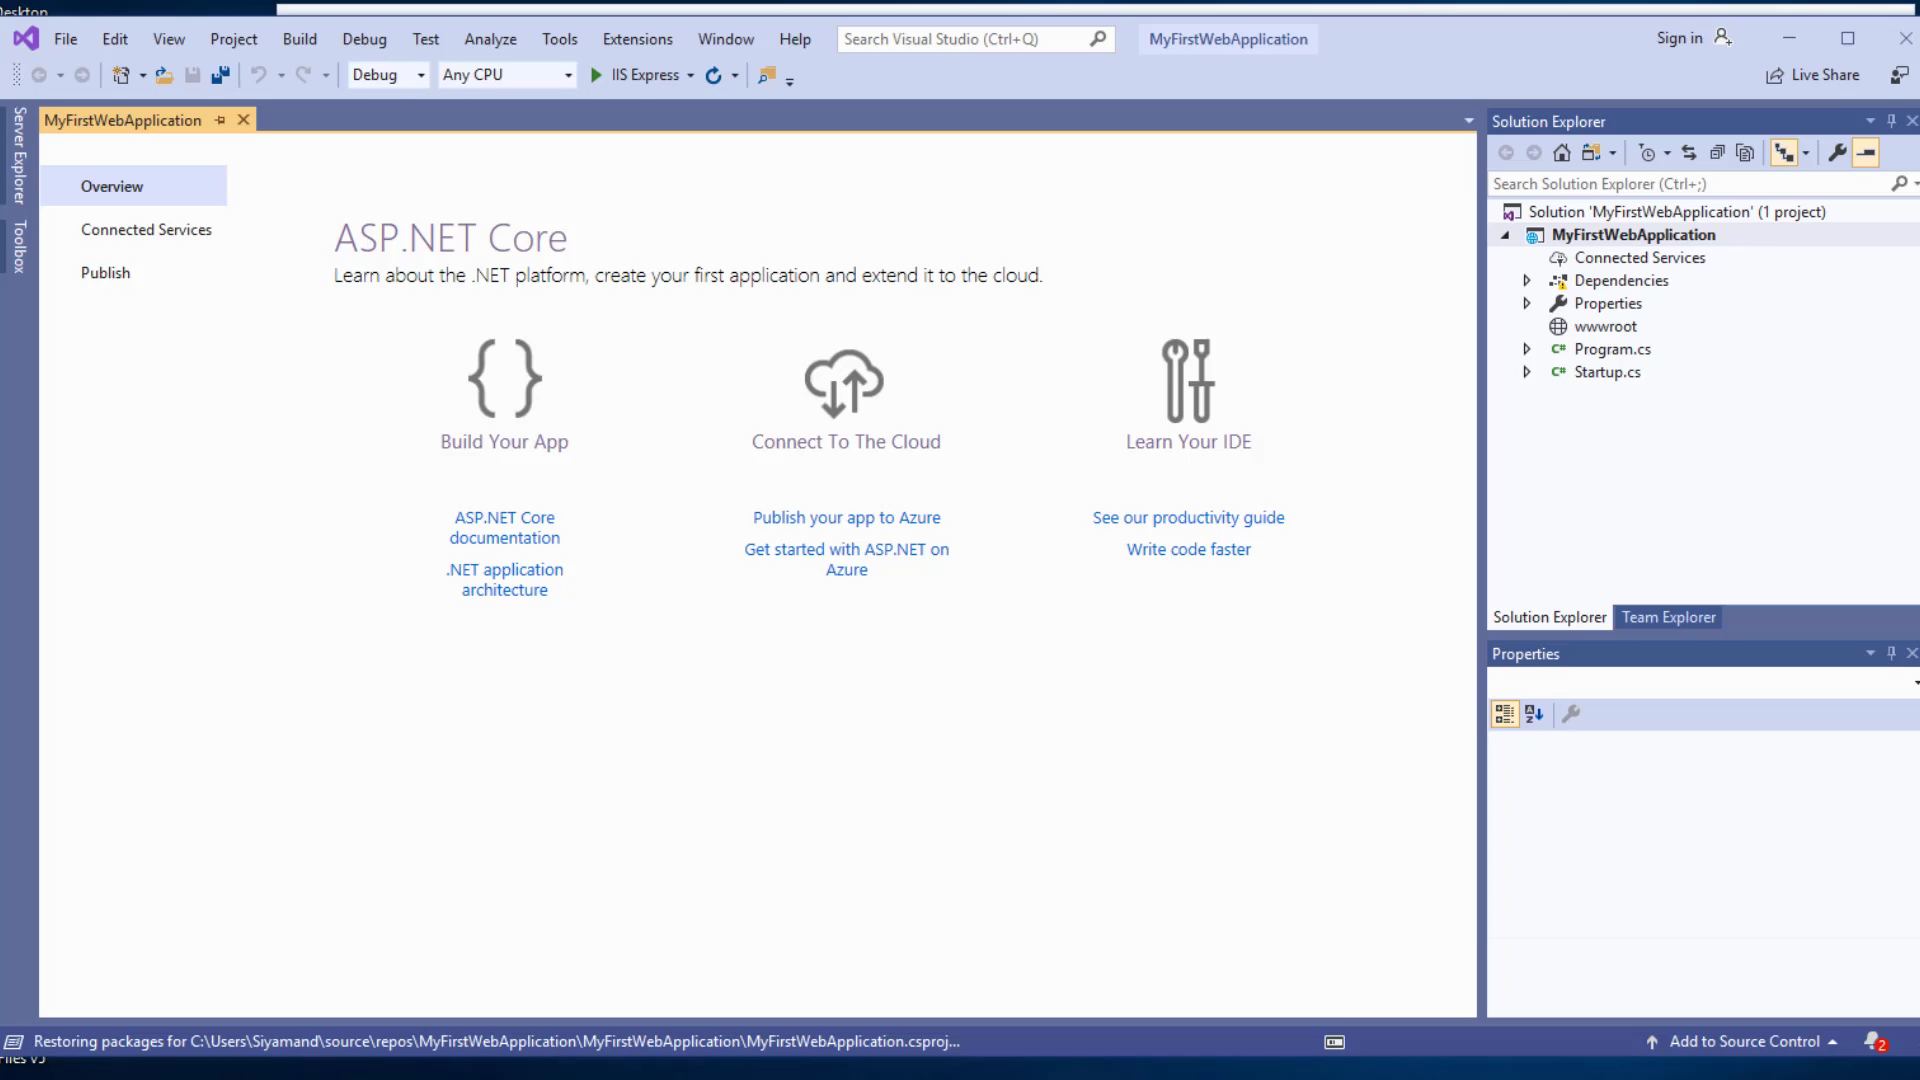 Desktop
File Edit View Project Build Debug Test Analyze Tools Extensions Window Help Search Visual Studio (Ctrl+Q) MyFirstWebApplication Sign in
Debug Any CPU IIS Express Live Share
Server Explorer
Toolbox
MyFirstWebApplication
Overview
Connected Services
Publish
ASP.NET Core
Learn about the .NET platform, create your first application and extend it to the cloud.
Build Your App
ASP.NET Core
documentation
.NET application
architecture
Connect To The Cloud
Publish your app to Azure
Get started with ASP.NET on
Azure
Learn Your IDE
See our productivity guide
Write code faster
Solution Explorer
Search Solution Explorer (Ctrl+;)
Solution 'MyFirstWebApplication' (1 project)
MyFirstWebApplication
Connected Services
Dependencies
Properties
wwwroot
C# Program.cs
C# Startup.cs
Solution Explorer Team Explorer
Properties
Restoring packages for C:\Users\Siyamand\source\repos\MyFirstWebApplication\MyFirstWebApplication\MyFirstWebApplication.csproj... Add to Source Control 2